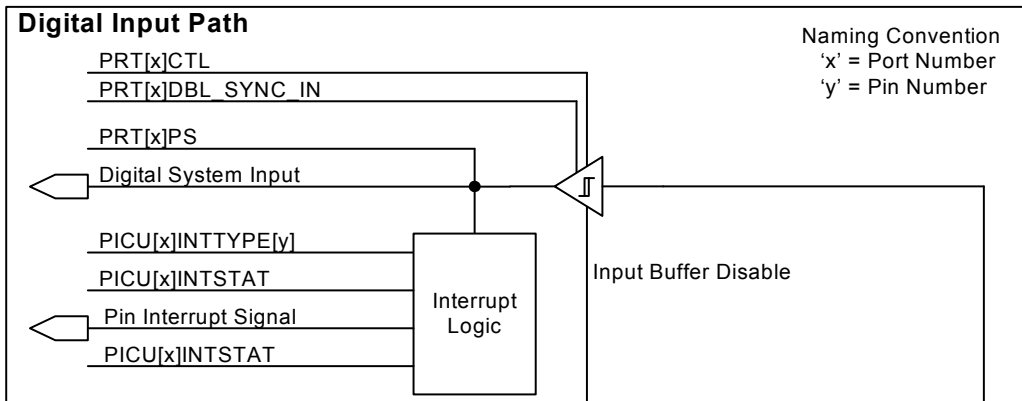 Digital Input Path
Naming Convention
‘x’ = Port Number
‘y’ = Pin Number
PRT[x]CTL
PRT[x]DBL_SYNC_IN
PRT[x]PS
Digital System Input
PICU[x]INTTYPE[y]
PICU[x]INTSTAT
Pin Interrupt Signal
PICU[x]INTSTAT
Interrupt
Logic
Input Buffer Disable